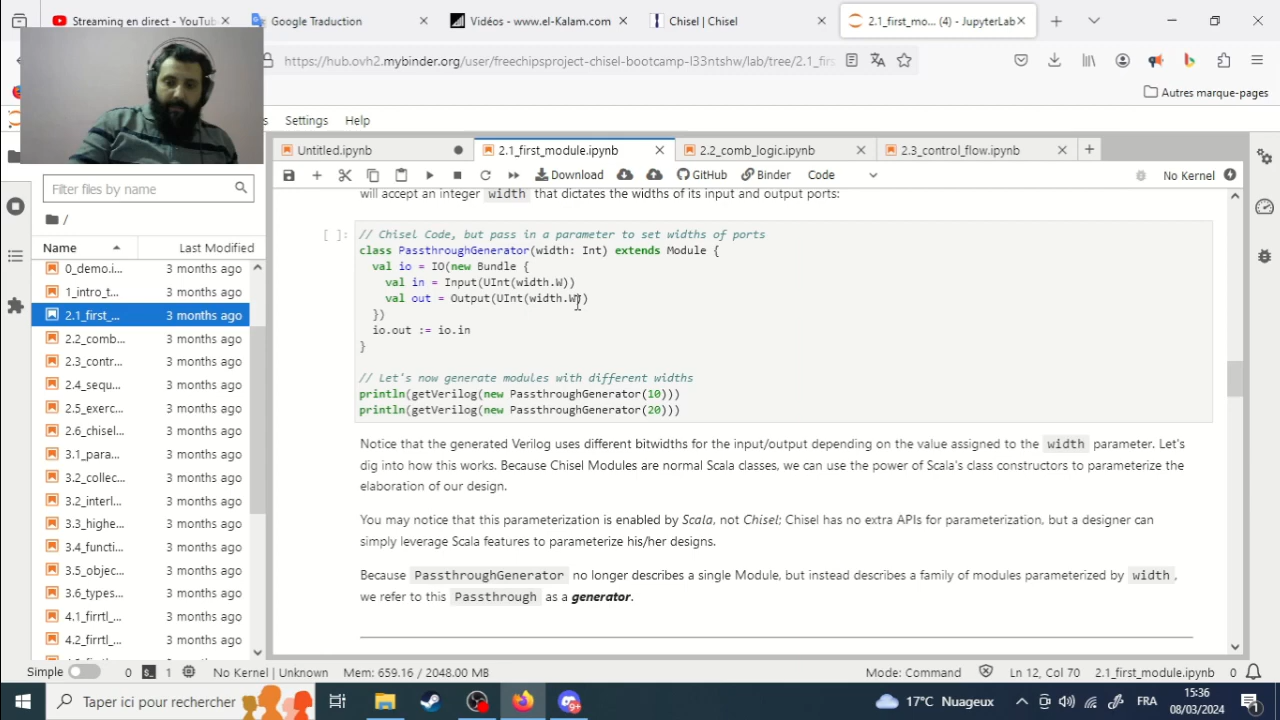 Streaming en direct - YouTu
Google Traduction
Vidéos - www.el-Kalam.com
Chisel | Chisel
2.1_first_mo... (4) - JupyterLab
https://hub.ovh2.mybinder.org/user/freechipsproject-chisel-bootcamp-l33ntshw/lab/tree/2.1_firs
Autres marque-pages
s Settings Help
Untitled.ipynb
2.1_first_module.ipynb
2.2_comb_logic.ipynb
2.3_control_flow.ipynb
Filter files by name
Download
GitHub
Binder
Code
No Kernel
/
Name
Last Modified
0_demo.i... 3 months ago
1_intro_t... 3 months ago
2.1_first_... 3 months ago
2.2_comb... 3 months ago
2.3_contr... 3 months ago
2.4_sequ... 3 months ago
2.5_exerc... 3 months ago
2.6_chisel... 3 months ago
3.1_para... 3 months ago
3.2_collec... 3 months ago
3.2_interl... 3 months ago
3.3_highe... 3 months ago
3.4_functi... 3 months ago
3.5_objec... 3 months ago
3.6_types... 3 months ago
4.1_firrtl_... 3 months ago
4.2_firrtl_... 3 months ago
will accept an integer width that dictates the widths of its input and output ports:
[ ]:
// Chisel Code, but pass in a parameter to set widths of ports
class PassthroughGenerator(width: Int) extends Module {
val io = IO(new Bundle {
val in = Input(UInt(width.W))
val out = Output(UInt(width.W))
})
io.out := io.in
}
// Let's now generate modules with different widths
println(getVerilog(new PassthroughGenerator(10)))
println(getVerilog(new PassthroughGenerator(20)))
Notice that the generated Verilog uses different bitwidths for the input/output depending on the value assigned to the width parameter. Let's
dig into how this works. Because Chisel Modules are normal Scala classes, we can use the power of Scala's class constructors to parameterize the
elaboration of our design.
You may notice that this parameterization is enabled by Scala, not Chisel; Chisel has no extra APIs for parameterization, but a designer can
simply leverage Scala features to parameterize his/her designs.
Because PassthroughGenerator no longer describes a single Module, but instead describes a family of modules parameterized by width,
we refer to this Passthrough as a generator.
Simple 0 1 No Kernel | Unknown Mem: 659.16 / 2048.00 MB
Mode: Command Ln 12, Col 70 2.1_first_module.ipynb 0
Taper ici pour rechercher
17°C Nuageux
FRA
15:36
08/03/2024
1